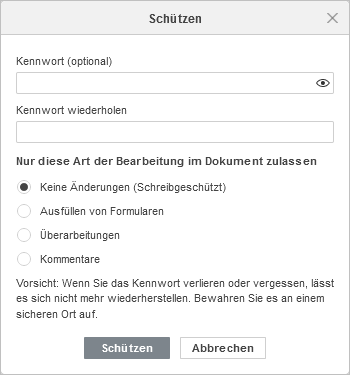 Schützen
Kennwort (optional)
Kennwort wiederholen
Nur diese Art der Bearbeitung im Dokument zulassen
Keine Änderungen (Schreibgeschützt)
Ausfüllen von Formularen
Überarbeitungen
Kommentare
Vorsicht: Wenn Sie das Kennwort verlieren oder vergessen, lässt
es sich nicht mehr wiederherstellen. Bewahren Sie es an einem
sicheren Ort auf.
Schützen
Abbrechen